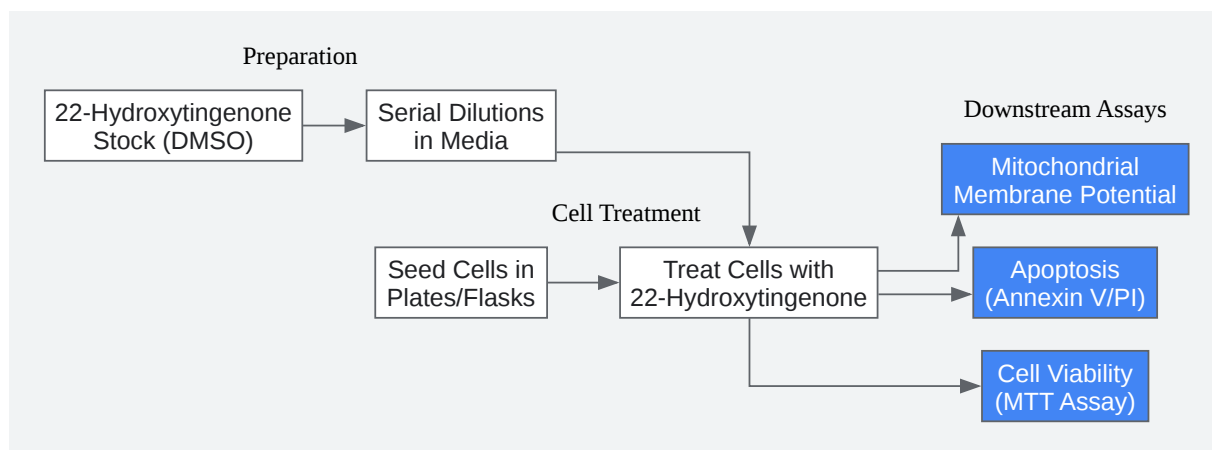 Preparation
22-Hydroxytingenone
Stock (DMSO)
Serial Dilutions
in Media
Cell Treatment
Seed Cells in
Plates/Flasks
Treat Cells with
22-Hydroxytingenone
Downstream Assays
Mitochondrial
Membrane Potential
Apoptosis
(Annexin V/PI)
Cell Viability
(MTT Assay)